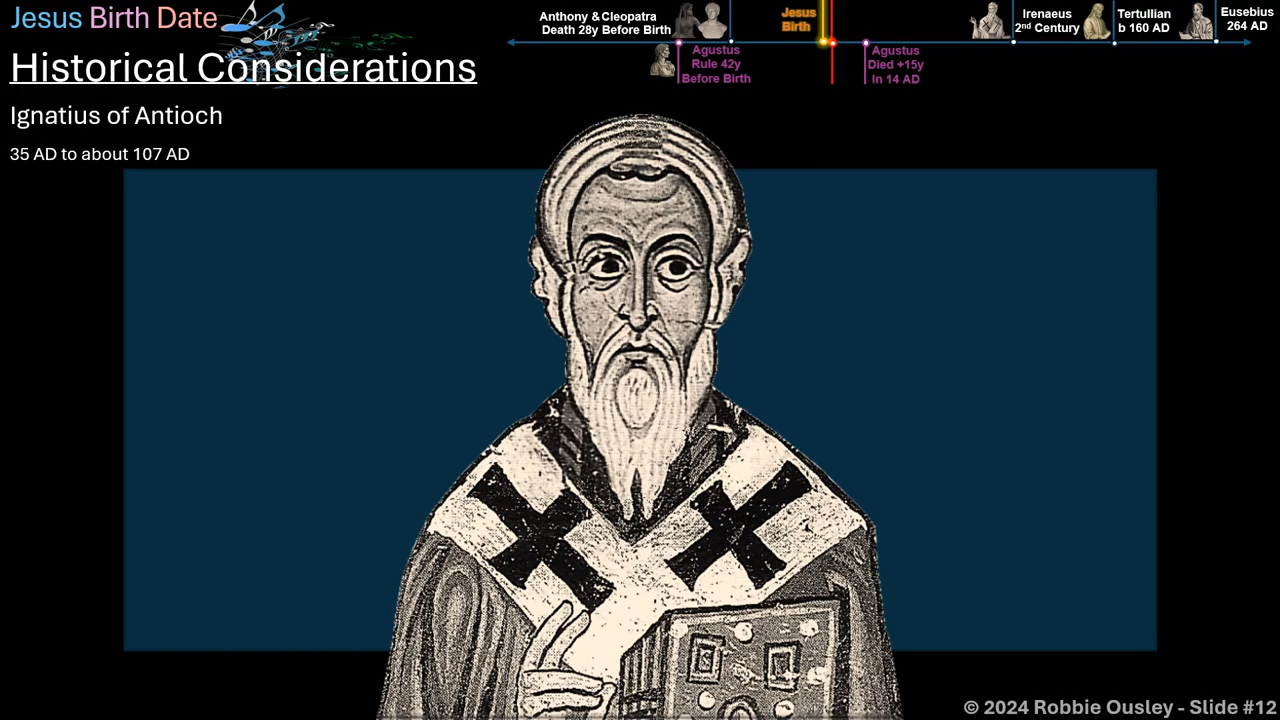 Jesus Birth Date
Historical Considerations
Ignatius of Antioch
35 AD to about 107 AD
Anthony & Cleopatra
Death 28y Before Birth
Agustus
Rule 42y
Before Birth
Jesus
Birth
Agustus
Died +15y
In 14 AD
Irenaeus
2nd Century
Tertullian
b 160 AD
Eusebius
264 AD
© 2024 Robbie Ousley - Slide #12